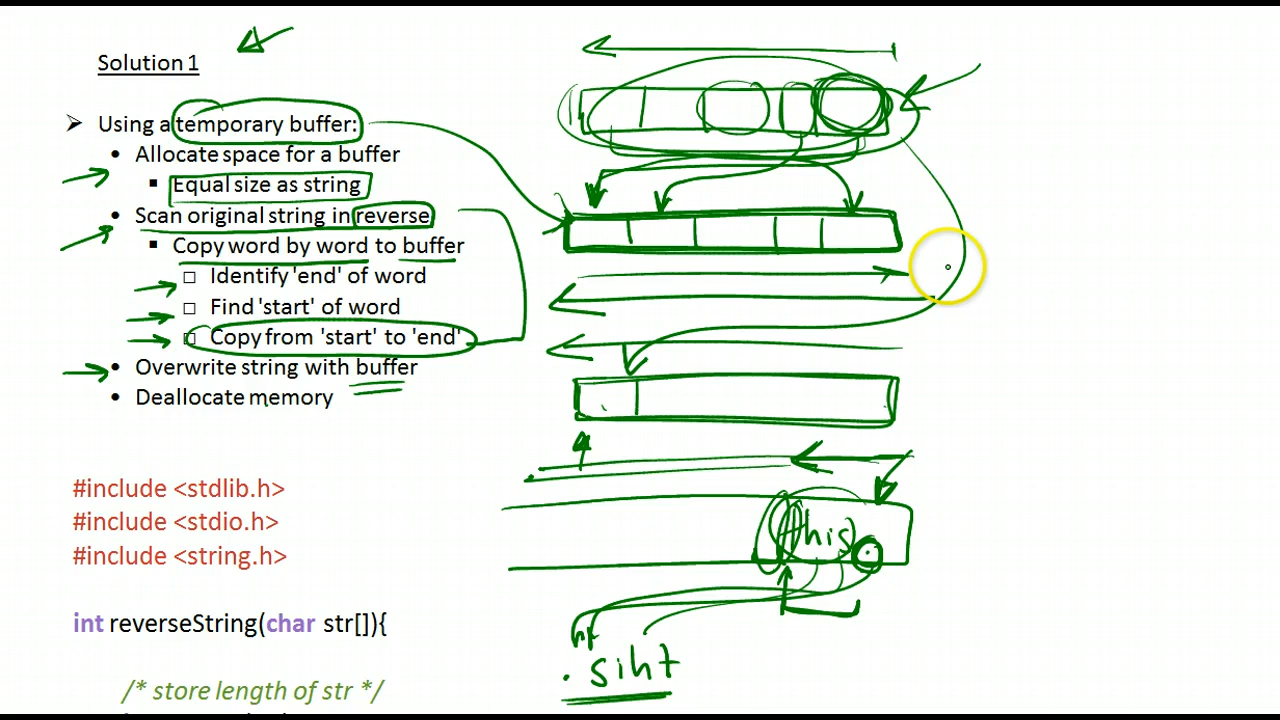 Solution 1
➤ Using a temporary buffer:
• Allocate space for a buffer
▪ Equal size as string
• Scan original string in reverse
▪ Copy word by word to buffer
□ Identify 'end' of word
□ Find 'start' of word
□ Copy from 'start' to 'end'
• Overwrite string with buffer
• Deallocate memory
this.
. siht
#include <stdlib.h>
#include <stdio.h>
#include <string.h>
int reverseString(char str[]){
/* store length of str */